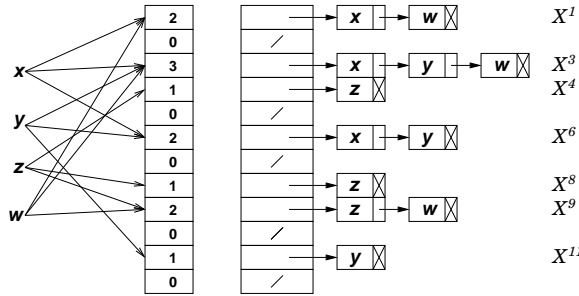 2 x w X¹
0
x 3 x y w X³
1 z X⁴
y 0
2 x y X⁶
z 0
1 z X⁸
w 2 z w X⁹
0
1 y X¹¹
0